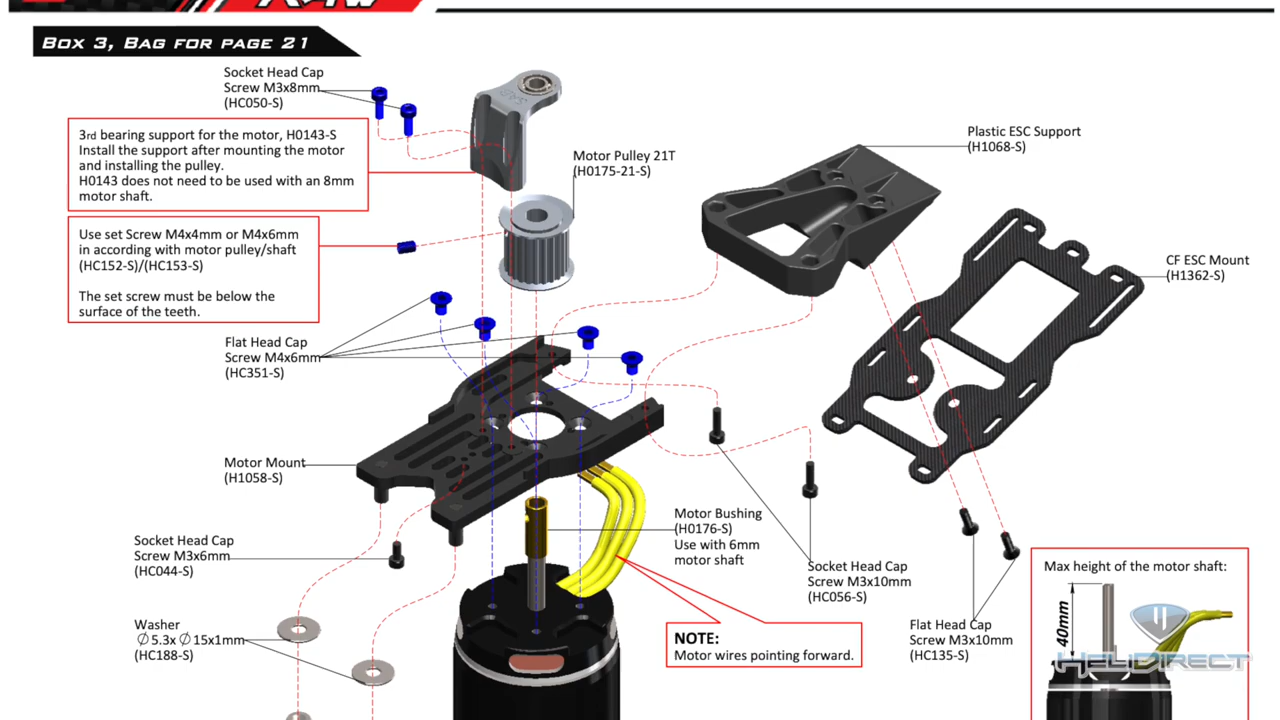 RAW
BOX 3, BAG FOR PAGE 21
Socket Head Cap
Screw M3x8mm
(HC050-S)
3rd bearing support for the motor, H0143-S
Install the support after mounting the motor
and installing the pulley.
H0143 does not need to be used with an 8mm
motor shaft.
SAB
Motor Pulley 21T
(H0175-21-S)
Plastic ESC Support
(H1068-S)
Use set Screw M4x4mm or M4x6mm
in according with motor pulley/shaft
(HC152-S)/(HC153-S)
The set screw must be below the
surface of the teeth.
CF ESC Mount
(H1362-S)
Flat Head Cap
Screw M4x6mm
(HC351-S)
Motor Mount
(H1058-S)
Motor Bushing
(H0176-S)
Use with 6mm
motor shaft
Socket Head Cap
Screw M3x6mm
(HC044-S)
Socket Head Cap
Screw M3x10mm
(HC056-S)
Washer
∅ 5.3x ∅ 15x1mm
(HC188-S)
NOTE:
Motor wires pointing forward.
Flat Head Cap
Screw M3x10mm
(HC135-S)
Max height of the motor shaft:
40mm
HELIDIRECT